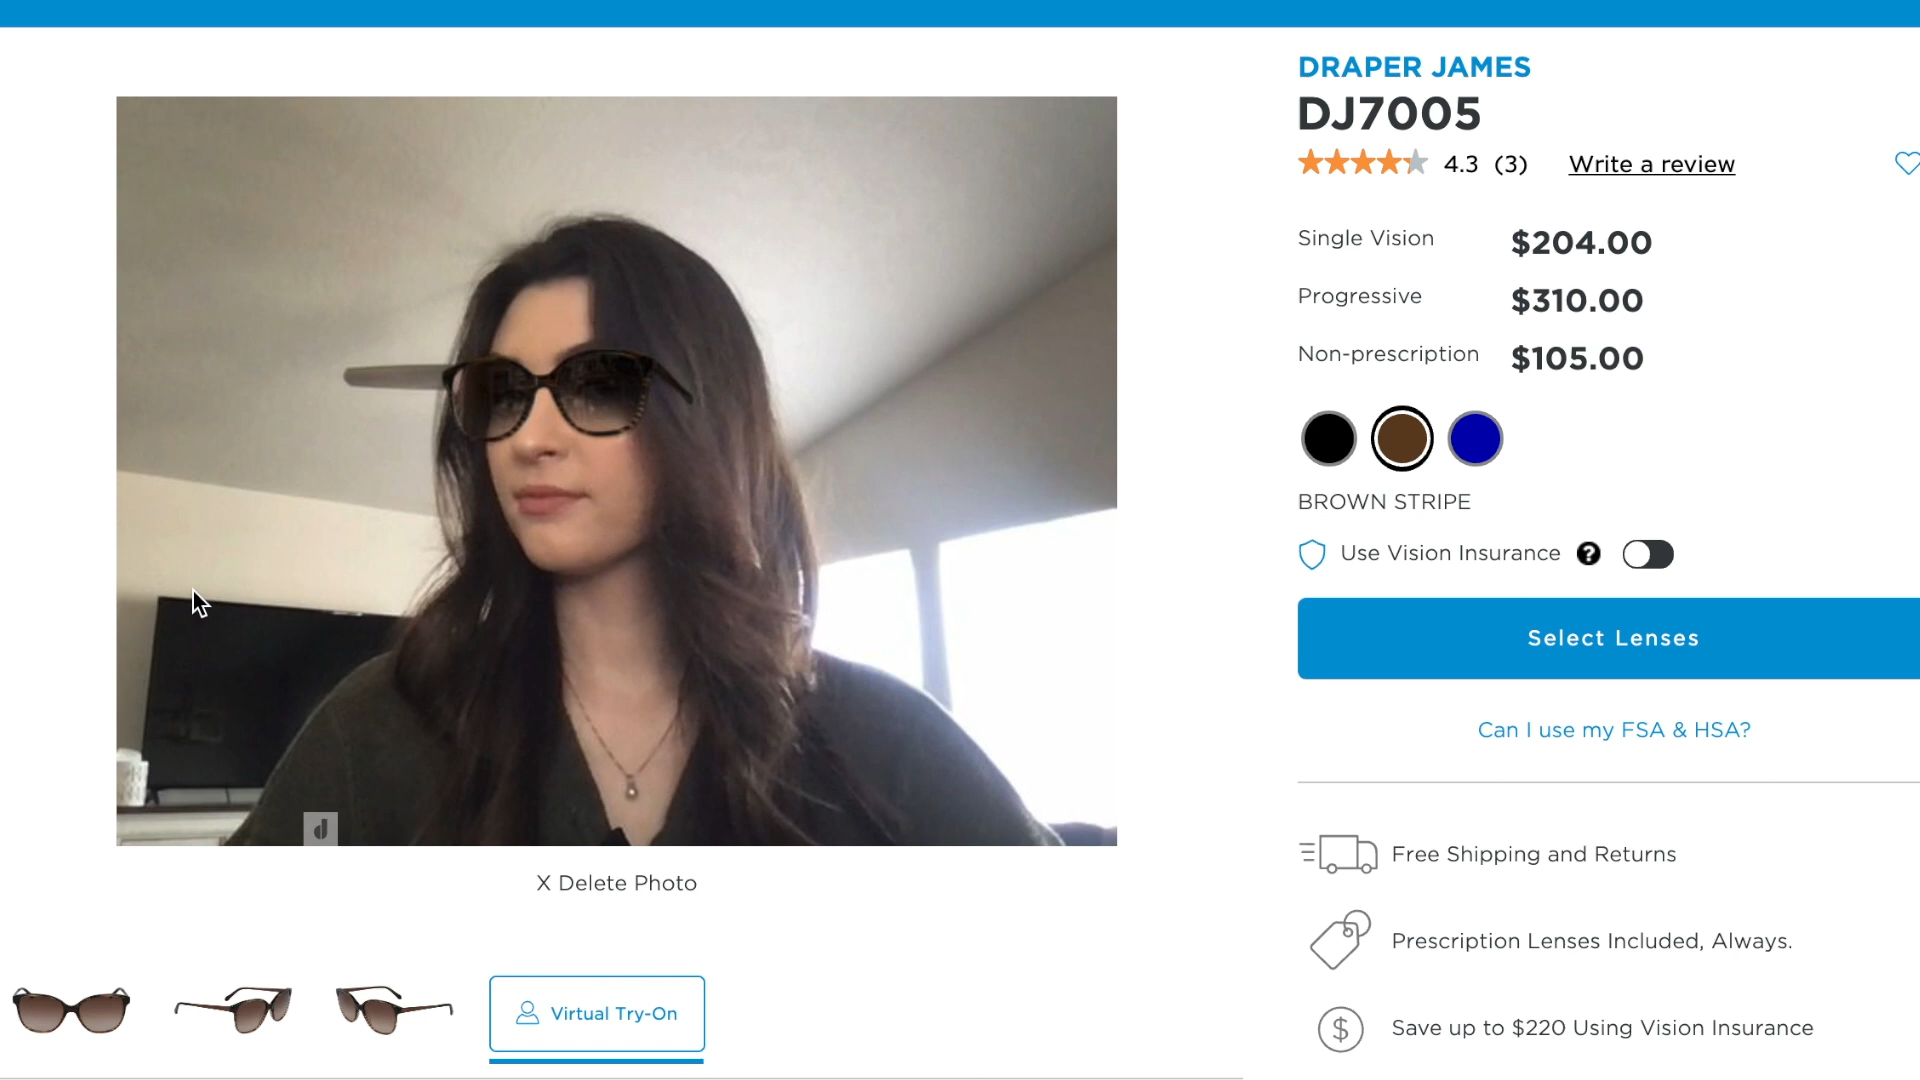 DRAPER JAMES
DJ7005
4.3 (3) Write a review
Single Vision $204.00
Progressive $310.00
Non-prescription $105.00
BROWN STRIPE
Use Vision Insurance ?
Select Lenses
Can I use my FSA & HSA?
Free Shipping and Returns
Prescription Lenses Included, Always.
$ Save up to $220 Using Vision Insurance
d
X Delete Photo
Virtual Try-On